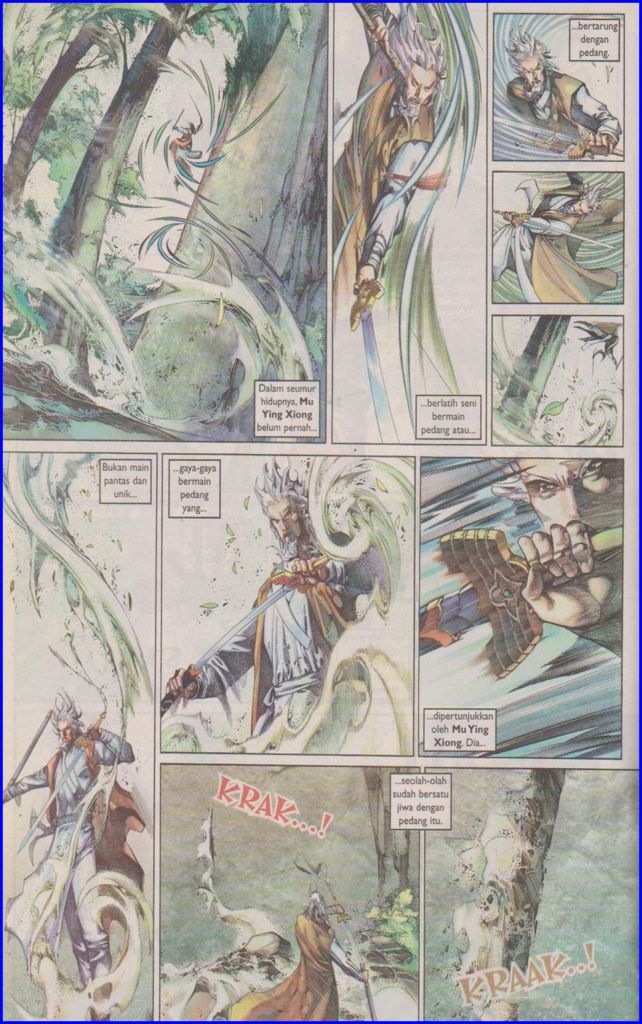 Dalam seumur
hidupnya, Mu
Ying Xiong
belum pernah...
...berlatih seni
bermain
pedang atau...
...bertarung
dengan
pedang.
Bukan main
pantas dan
unik...
...gaya-gaya
bermain
pedang
yang...
...dipertunjukkan
oleh Mu Ying
Xiong. Dia...
KRAK...!
...seolah-olah
sudah bersatu
jiwa dengan
pedang itu.
KRAAK...!